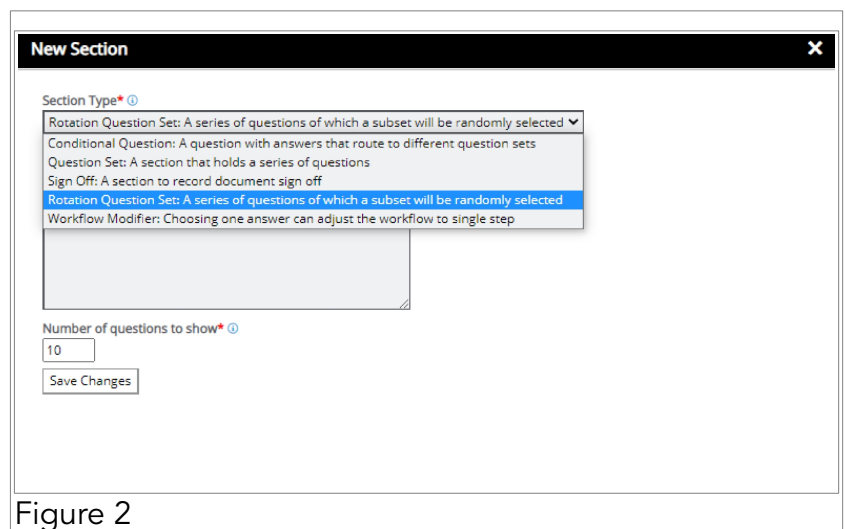 New Section
Section Type*
Rotation Question Set: A series of questions of which a subset will be randomly selected
Conditional Question: A question with answers that route to different question sets
Question Set: A section that holds a series of questions
Sign Off: A section to record document sign off
Rotation Question Set: A series of questions of which a subset will be randomly selected
Workflow Modifier: Choosing one answer can adjust the workflow to single step
Number of questions to show*
10
Save Changes
Figure 2